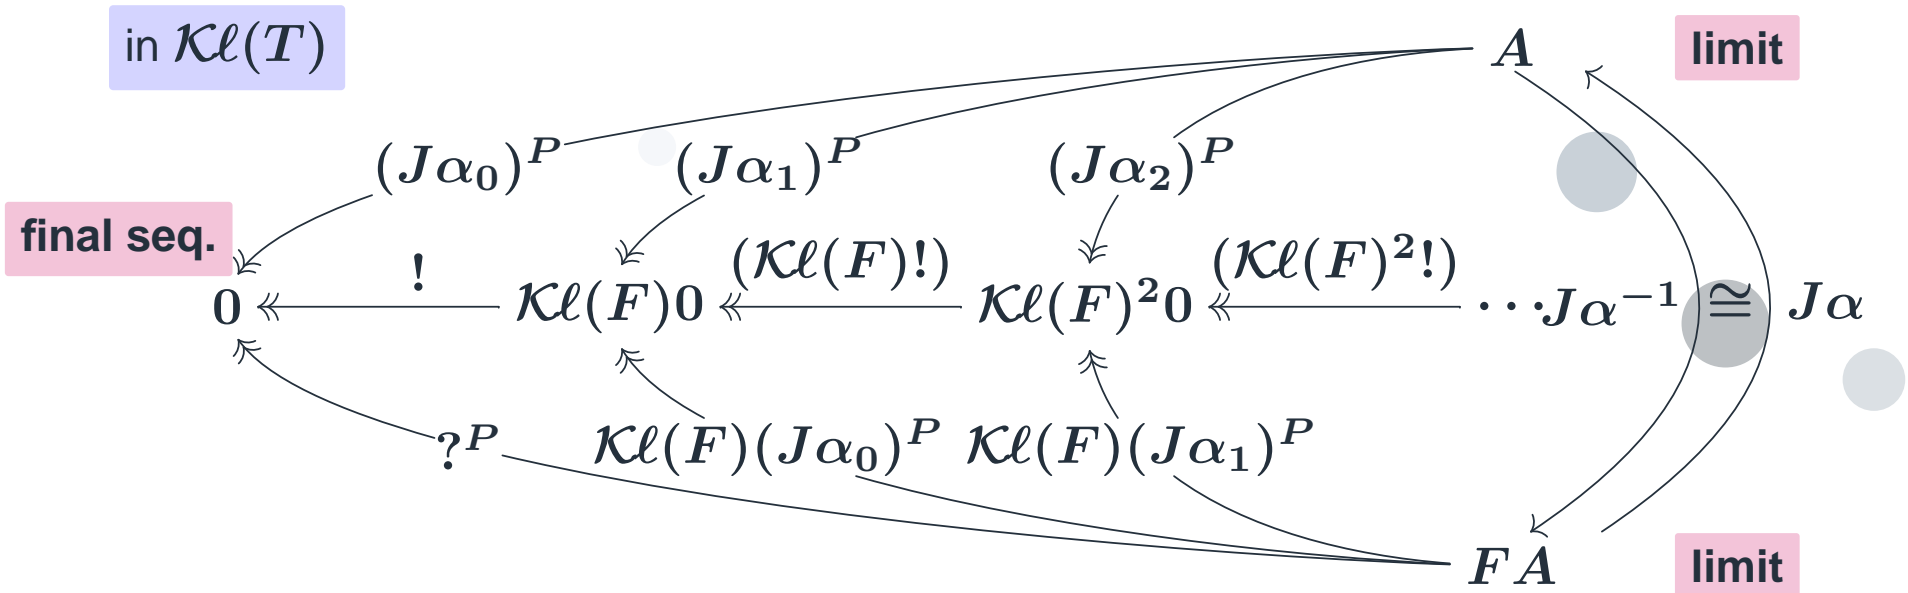 in 𝒦ℓ(T)
A
limit
(Jα₀)ᴾ (Jα₁)ᴾ (Jα₂)ᴾ
final seq.
! (𝒦ℓ(F)!) (𝒦ℓ(F)²!)
0 𝒦ℓ(F)0 𝒦ℓ(F)²0 ⋯ Jα⁻¹ ≅ Jα
?ᴾ 𝒦ℓ(F)(Jα₀)ᴾ 𝒦ℓ(F)(Jα₁)ᴾ
FA
limit